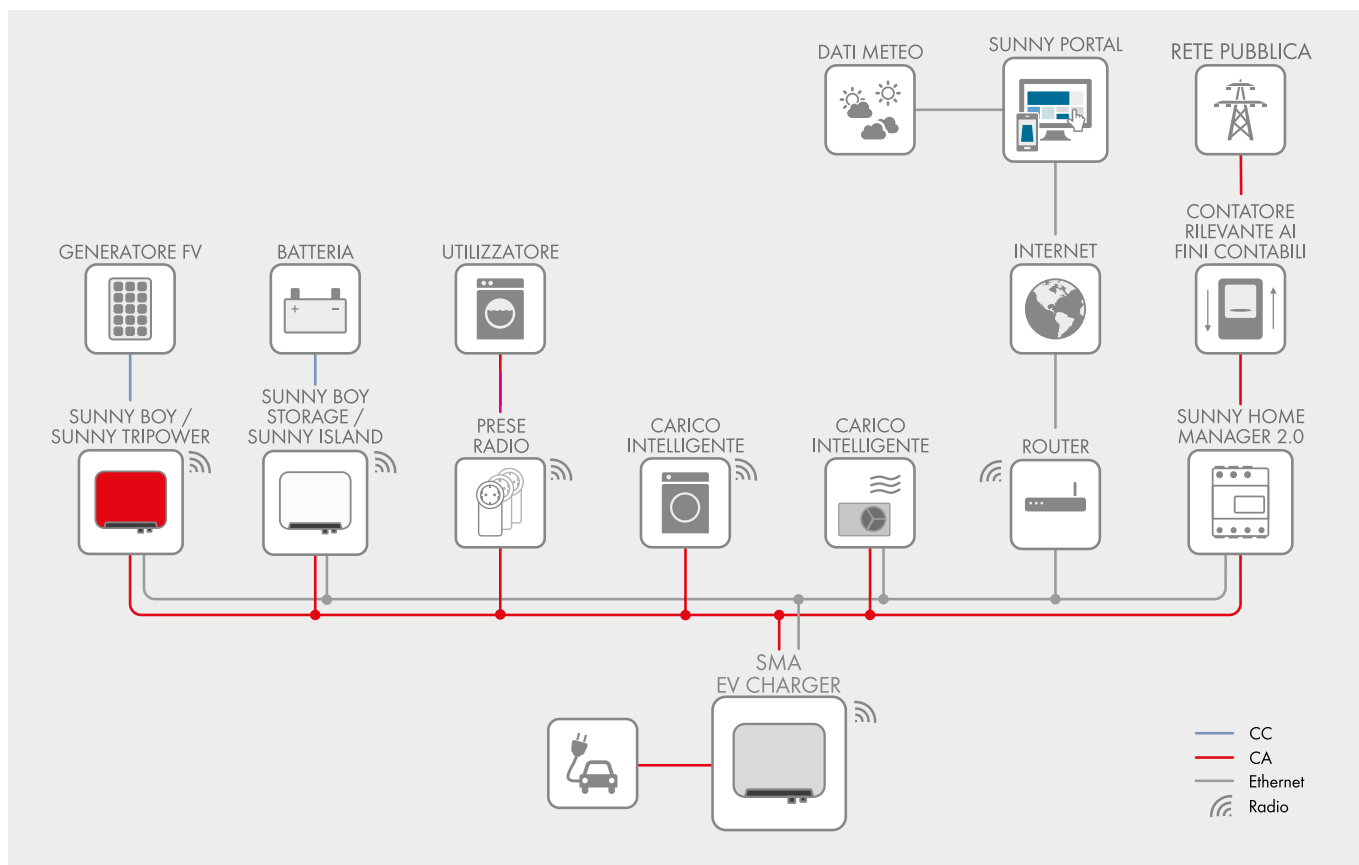 DATI METEO
SUNNY PORTAL
RETE PUBBLICA
GENERATORE FV
BATTERIA
UTILIZZATORE
INTERNET
CONTATORE
RILEVANTE AI
FINI CONTABILI
SUNNY BOY /
SUNNY TRIPOWER
SUNNY BOY
STORAGE /
SUNNY ISLAND
PRESE
RADIO
CARICO
INTELLIGENTE
CARICO
INTELLIGENTE
ROUTER
SUNNY HOME
MANAGER 2.0
SMA
EV CHARGER
CC
CA
Ethernet
Radio